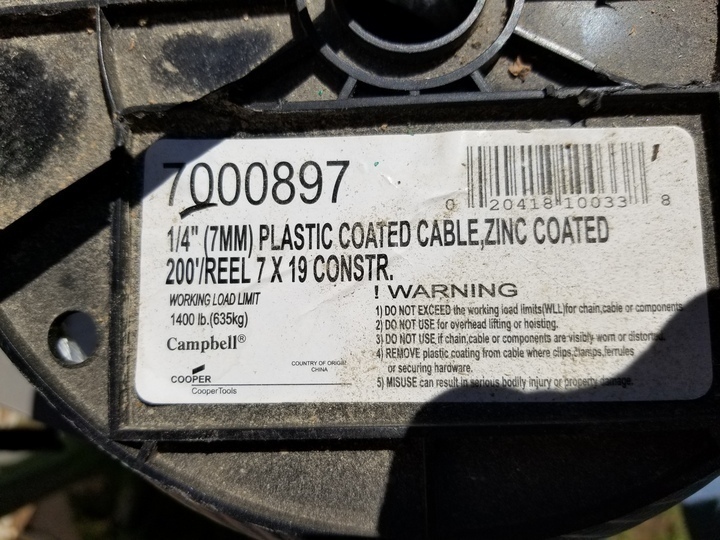 7000897
0 20418 10033 8
1/4" (7MM) PLASTIC COATED CABLE,ZINC COATED
200'/REEL 7 X 19 CONSTR.
WORKING LOAD LIMIT
1400 lb.(635kg)
Campbell®
COUNTRY OF ORIGIN
CHINA
COOPER
CooperTools
! WARNING
1) DO NOT EXCEED the working load limits(WLL)for chain,cable or components.
2) DO NOT USE for overhead lifting or hoisting.
3) DO NOT USE if chain,cable or components are visibly worn or distorted.
4) REMOVE plastic coating from cable where clips,clamps,ferrules
or securing hardware.
5) MISUSE can result in serious bodily injury or property damage.